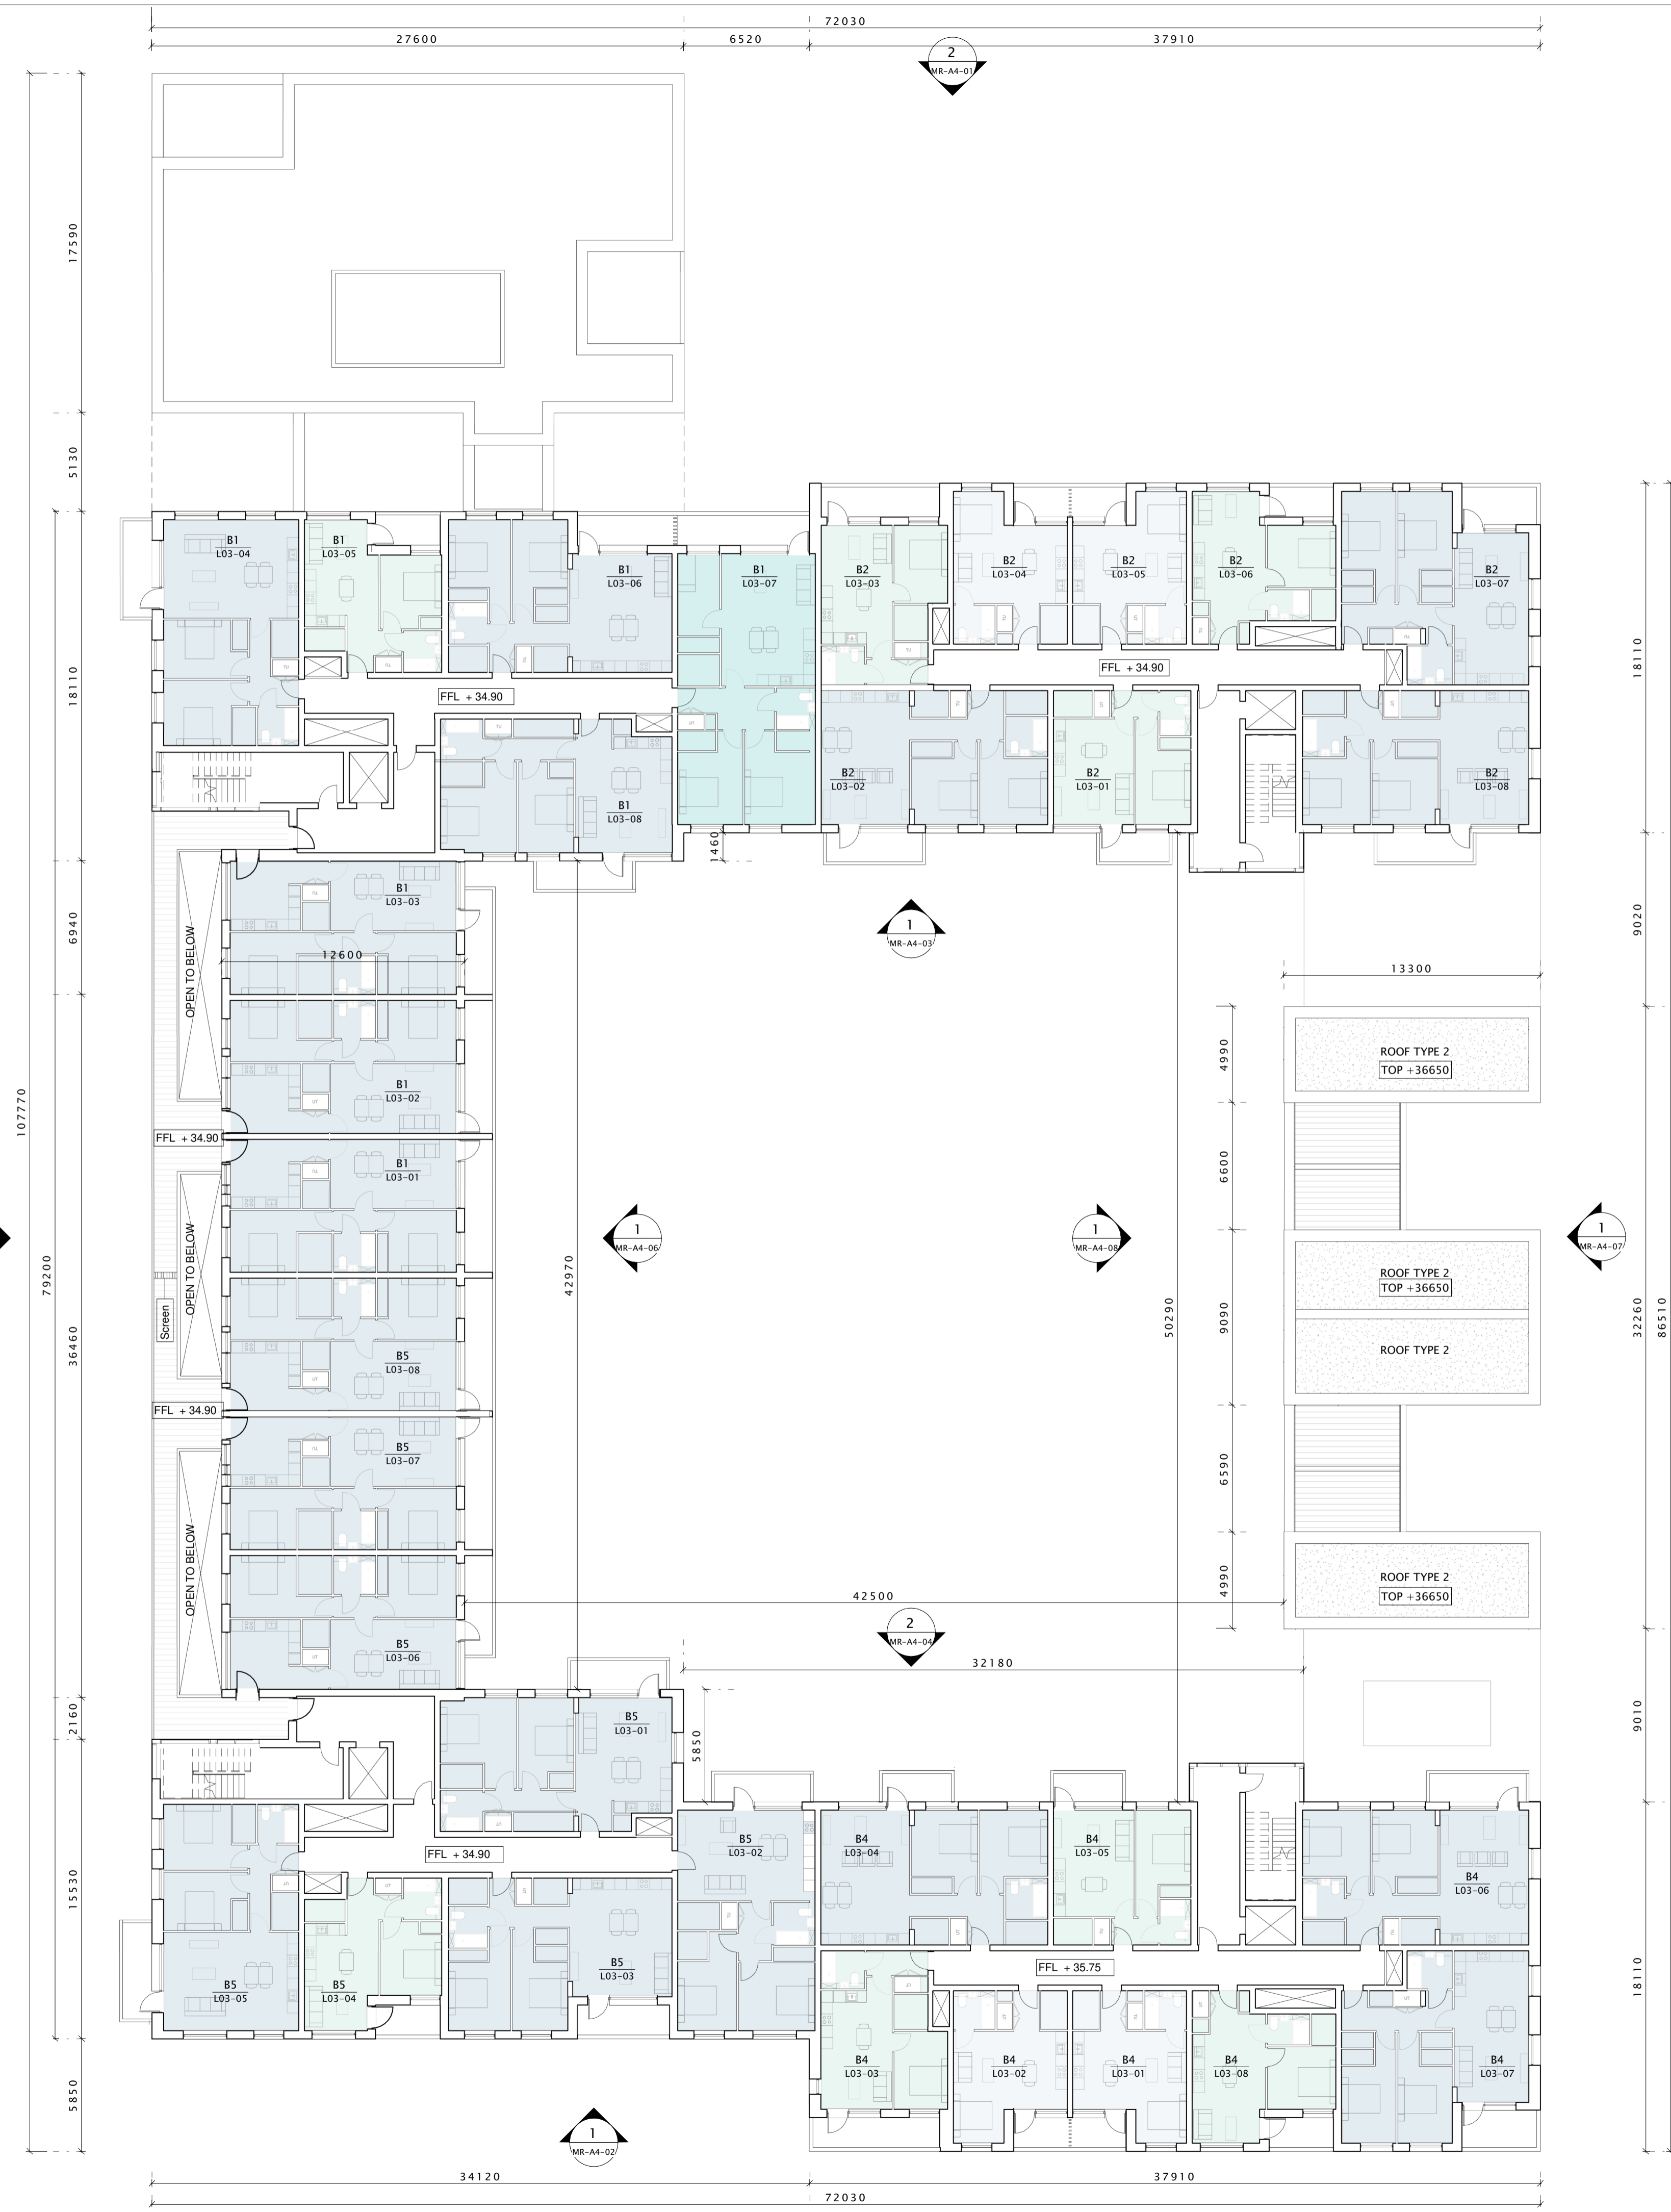 72030
27600
6520
37910
2
MR-A4-01
17590
5130
107770
79200
18110
6940
36460
2160
15530
5850
B1
L03-04
B1
L03-05
B1
L03-06
B1
L03-07
B2
L03-03
B2
L03-04
B2
L03-05
B2
L03-06
B2
L03-07
FFL + 34.90
FFL + 34.90
B1
L03-08
B2
L03-02
B2
L03-01
B2
L03-08
1460
18110
B1
L03-03
12600
OPEN TO BELOW
1
MR-A4-03
9020
13300
B1
L03-02
FFL + 34.90
B1
L03-01
4990
ROOF TYPE 2
TOP +36650
6600
OPEN TO BELOW
Screen
42970
1
MR-A4-06
1
MR-A4-08
1
MR-A4-07
50290
9090
ROOF TYPE 2
TOP +36650
ROOF TYPE 2
32260
86510
B5
L03-08
FFL + 34.90
B5
L03-07
6590
OPEN TO BELOW
4990
ROOF TYPE 2
TOP +36650
42500
2
MR-A4-04
B5
L03-06
32180
9010
B5
L03-01
5850
B5
L03-02
FFL + 34.90
B4
L03-04
B4
L03-05
B4
L03-06
B5
L03-05
B5
L03-04
B5
L03-03
FFL + 35.75
18110
B4
L03-03
B4
L03-02
B4
L03-01
B4
L03-08
B4
L03-07
1
MR-A4-02
34120
37910
72030